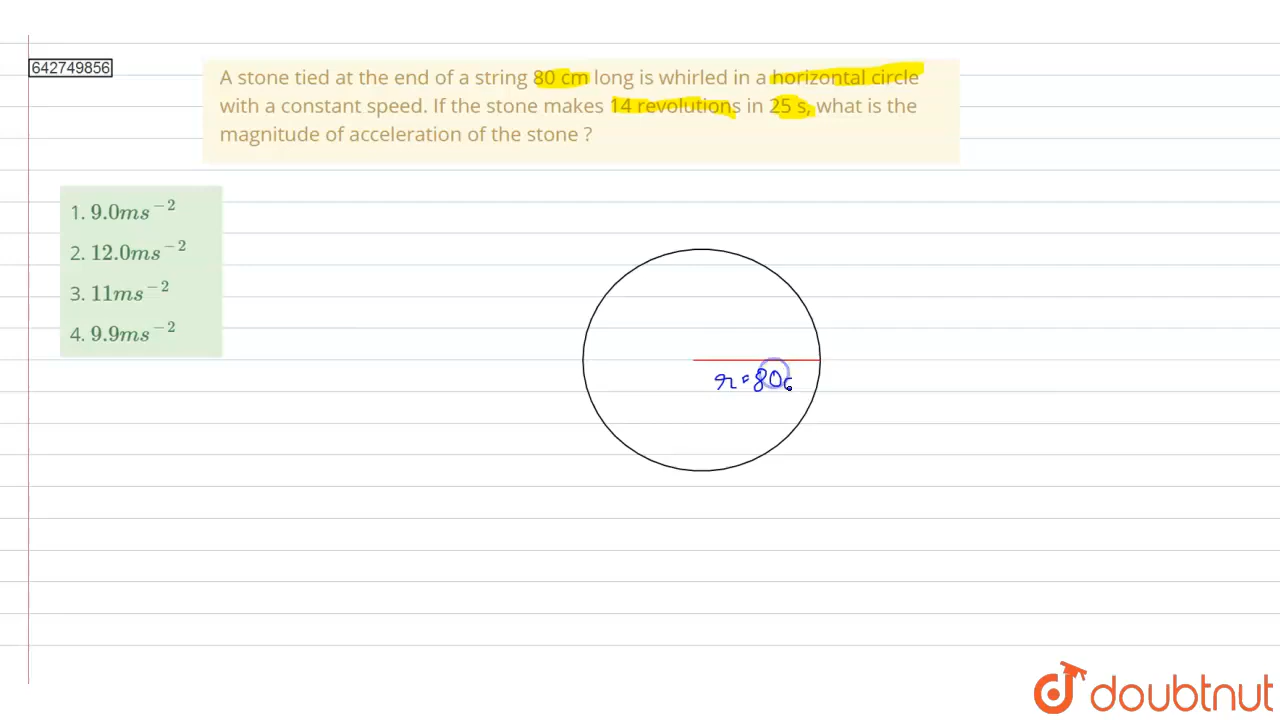 642749856
A stone tied at the end of a string 80 cm long is whirled in a horizontal circle
with a constant speed. If the stone makes 14 revolutions in 25 s, what is the
magnitude of acceleration of the stone ?
1. 9.0ms⁻²
2. 12.0ms⁻²
3. 11ms⁻²
4. 9.9ms⁻²
r=80c
doubtnut